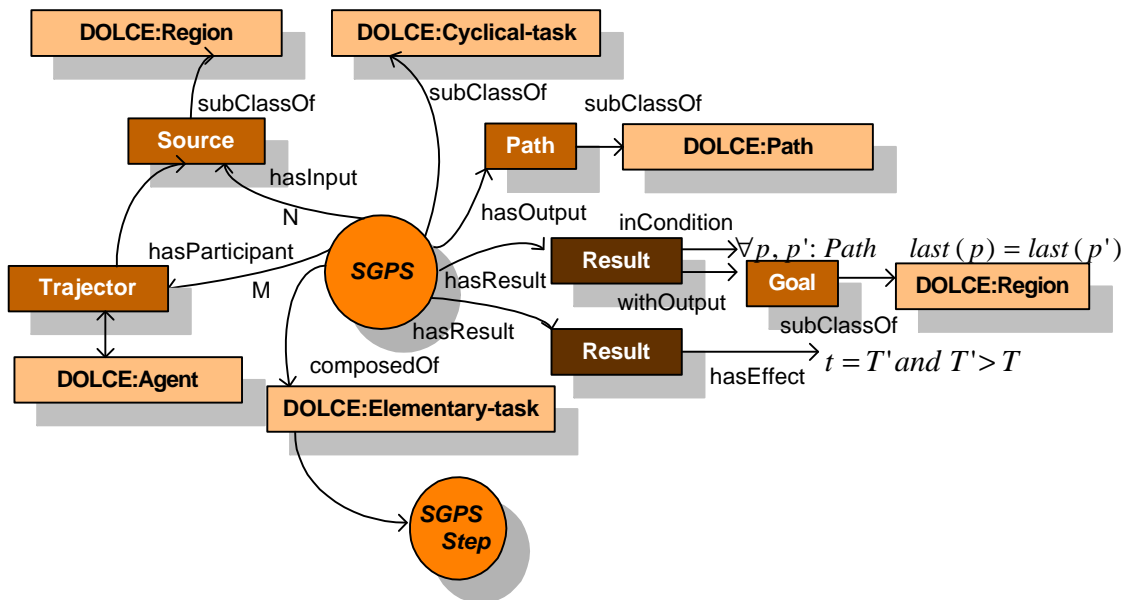 DOLCE:Region
DOLCE:Cyclical-task
subClassOf
subClassOf
subClassOf
Source
Path
DOLCE:Path
hasInput
N
hasOutput
inCondition
hasParticipant
SGPS
Result
∀p, p': Path last(p) = last(p')
Trajector
M
hasResult
withOutput
Goal
DOLCE:Region
hasResult
subClassOf
Result
t = T' and T' > T
composedOf
hasEffect
DOLCE:Agent
DOLCE:Elementary-task
SGPS
Step